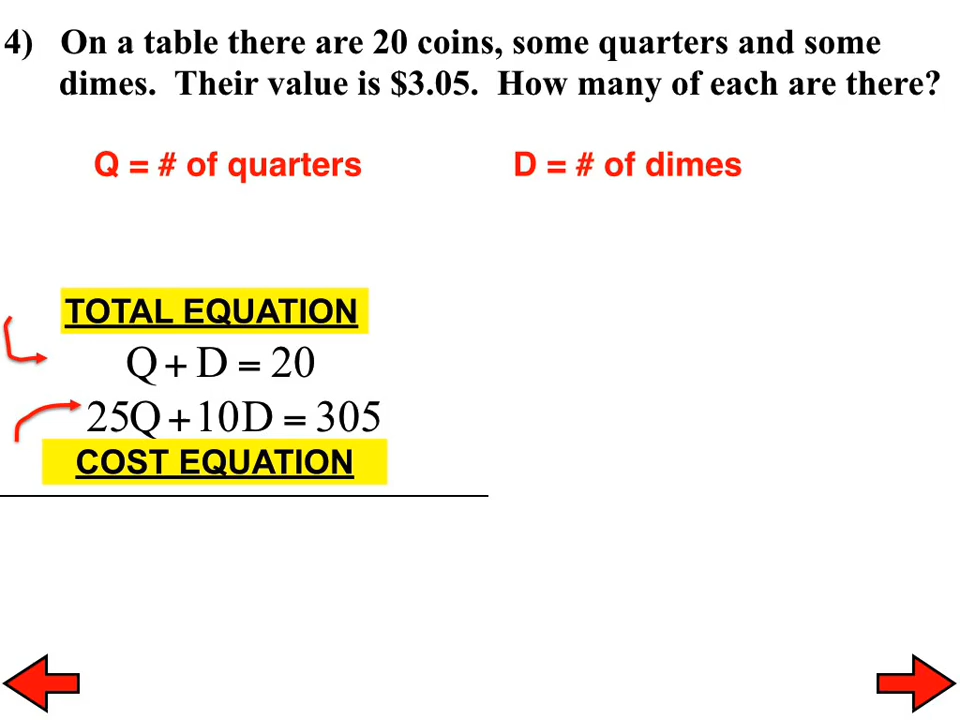 4) On a table there are 20 coins, some quarters and some
dimes. Their value is $3.05. How many of each are there?
Q = # of quarters
D = # of dimes
TOTAL EQUATION
Q + D = 20
25Q + 10D = 305
COST EQUATION